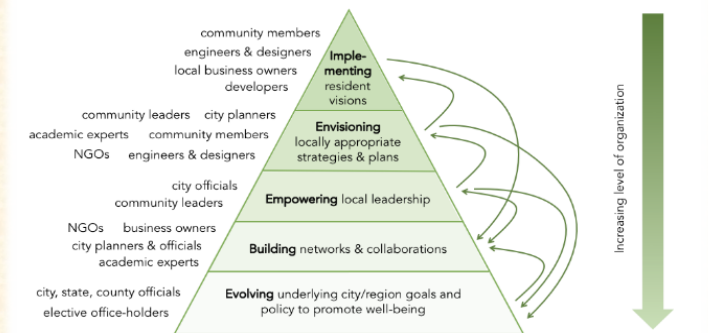 community members
engineers & designers
local business owners
developers
Imple-
menting
resident
visions
community leaders city planners
academic experts community members
NGOs engineers & designers
Envisioning
locally appropriate
strategies & plans
city officials
community leaders
Empowering local leadership
NGOs business owners
city planners & officials
academic experts
Building networks & collaborations
city, state, county officials
elective office-holders
Evolving underlying city/region goals and
policy to promote well-being
Increasing level of organization